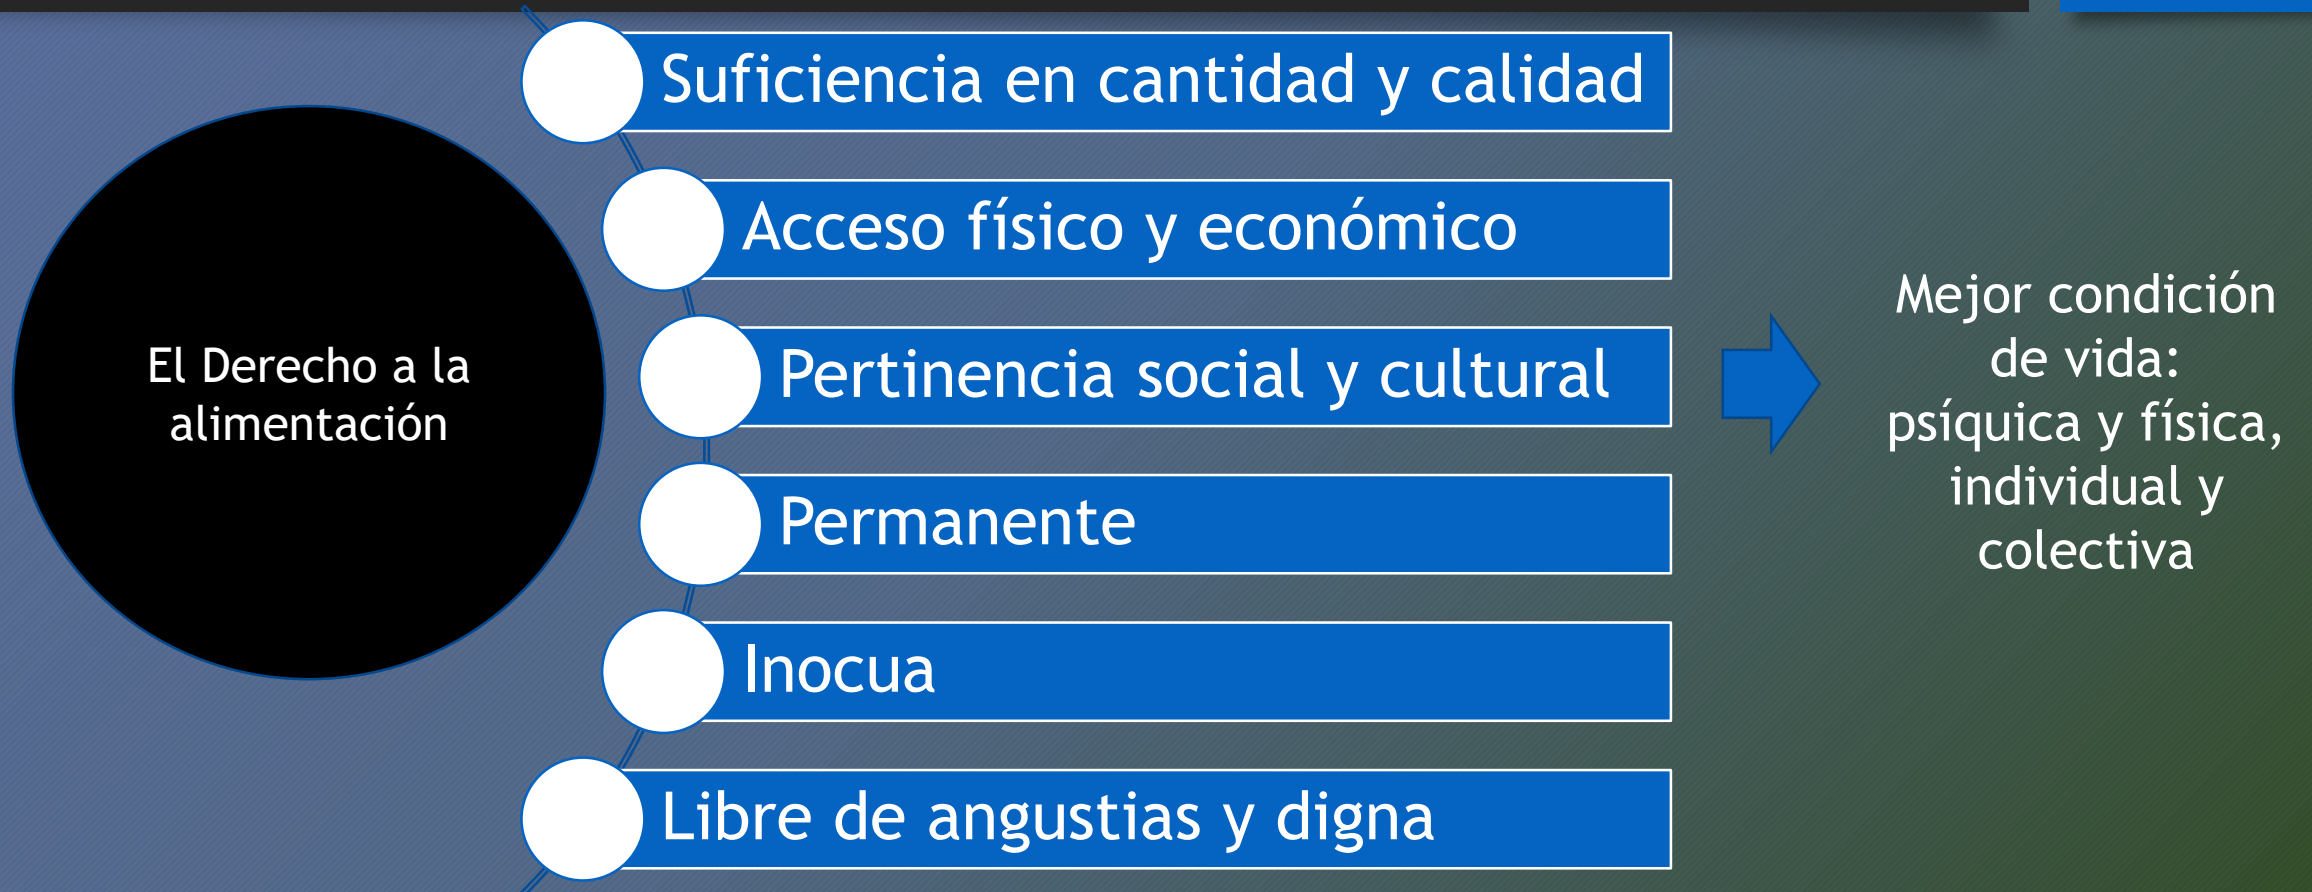 El Derecho a la
alimentación
Suficiencia en cantidad y calidad
Acceso físico y económico
Pertinencia social y cultural
Permanente
Inocua
Libre de angustias y digna
Mejor condición
de vida:
psíquica y física,
individual y
colectiva